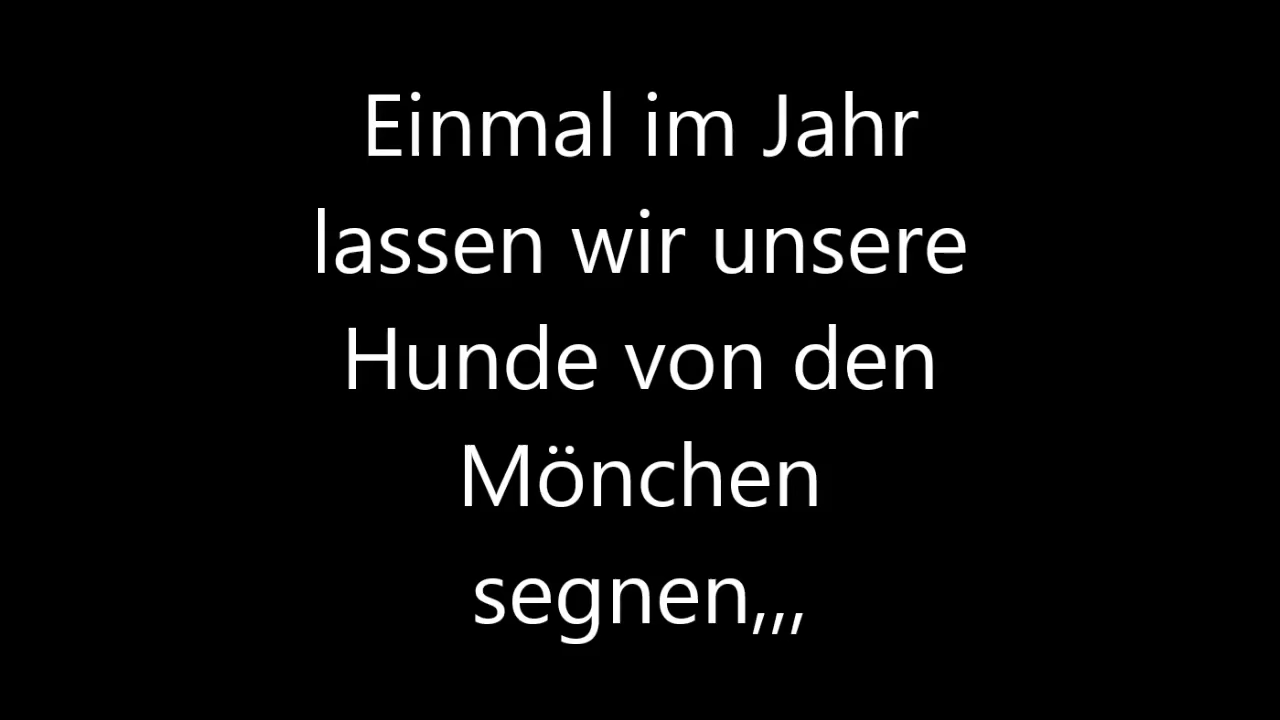 Einmal im Jahr
lassen wir unsere
Hunde von den
Mönchen
segnen,,,